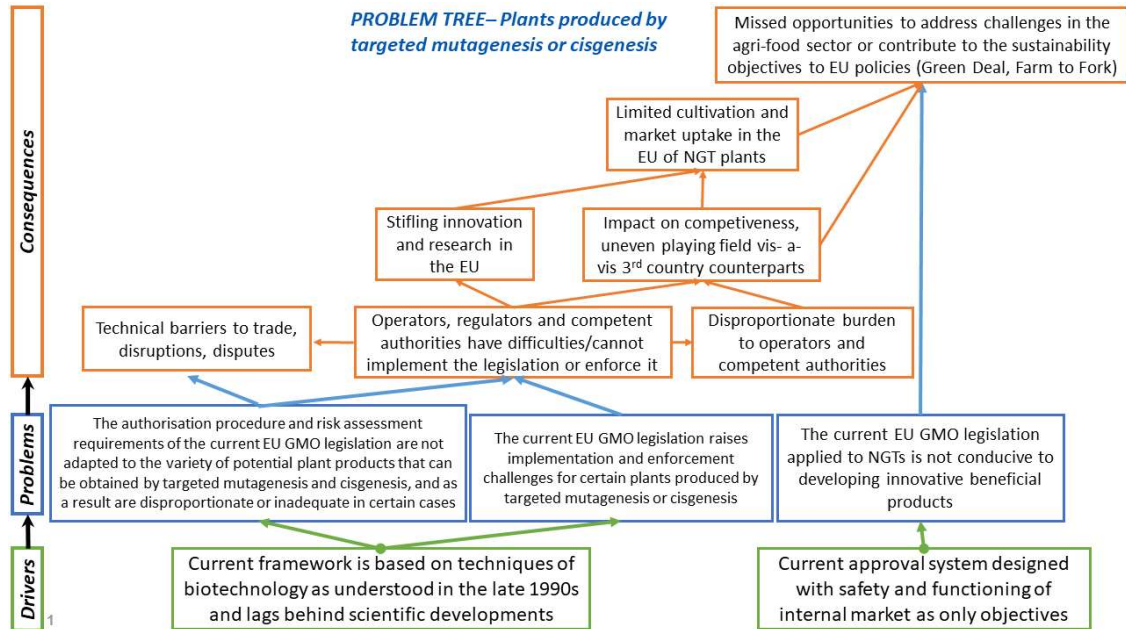 PROBLEM TREE– Plants produced by
targeted mutagenesis or cisgenesis
Missed opportunities to address challenges in the
agri-food sector or contribute to the sustainability
objectives to EU policies (Green Deal, Farm to Fork)
Consequences
Limited cultivation and
market uptake in the
EU of NGT plants
Stifling innovation
and research in
the EU
Impact on competiveness,
uneven playing field vis- a-
vis 3rd country counterparts
Technical barriers to trade,
disruptions, disputes
Operators, regulators and competent
authorities have difficulties/cannot
implement the legislation or enforce it
Disproportionate burden
to operators and
competent authorities
Problems
The authorisation procedure and risk assessment
requirements of the current EU GMO legislation are not
adapted to the variety of potential plant products that can
be obtained by targeted mutagenesis and cisgenesis, and as
a result are disproportionate or inadequate in certain cases
The current EU GMO legislation raises
implementation and enforcement
challenges for certain plants produced by
targeted mutagenesis or cisgenesis
The current EU GMO legislation
applied to NGTs is not conducive to
developing innovative beneficial
products
Drivers
Current framework is based on techniques of
biotechnology as understood in the late 1990s
and lags behind scientific developments
Current approval system designed
with safety and functioning of
internal market as only objectives
1